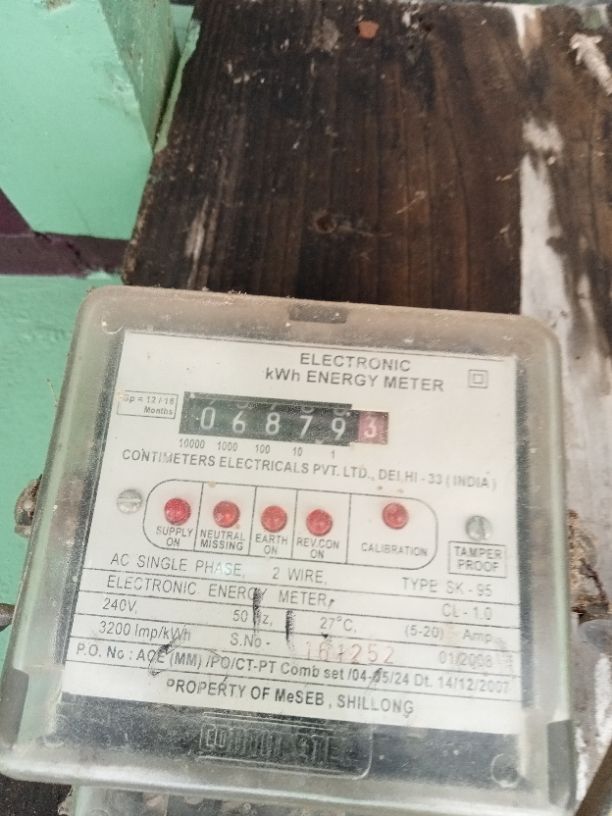 ELECTRONIC
kWh ENERGY METER
Gp = 12 / 18
Months
06879 3
10000 1000 100 10 1
CONTIMETERS ELECTRICALS PVT. LTD., DELHI - 33 (INDIA)
SUPPLY ON
NEUTRAL MISSING
EARTH ON
REV.CON ON
CALIBRATION
TAMPER PROOF
AC SINGLE PHASE, 2 WIRE, TYPE SK - 95
ELECTRONIC ENERGY METER, CL - 1.0
240V, 50 Hz, 27°C, (5-20) Amp
3200 Imp/kWh S.No - 161252 01/2008
P.O. No : ACE (MM) /PO/CT-PT Comb set /04-05/24 Dt. 14/12/2007
PROPERTY OF MeSEB, SHILLONG